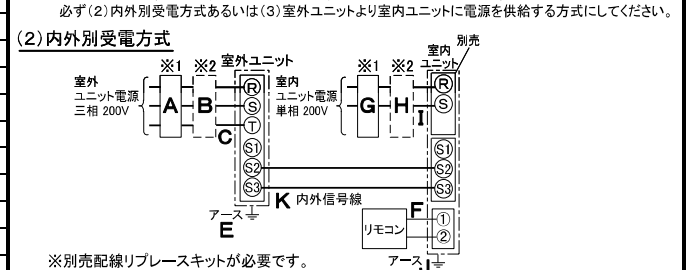 必ず(2)内外別受電方式あるいは(3)室外ユニットより室内ユニットに電源を供給する方式にしてください。
(2)内外別受電方式
別売
室内
ユニット
室外ユニット
※1 ※2
※1 ※2
室外
ユニット電源
三相 200V
A
B
C
R
S
T
S1
S2
S3
室内
ユニット電源
単相 200V
G
H
I
R
S
S1
S2
S3
K 内外信号線
アース
E
F
リモコン
①
②
アース
J
※別売配線リプレースキットが必要です。